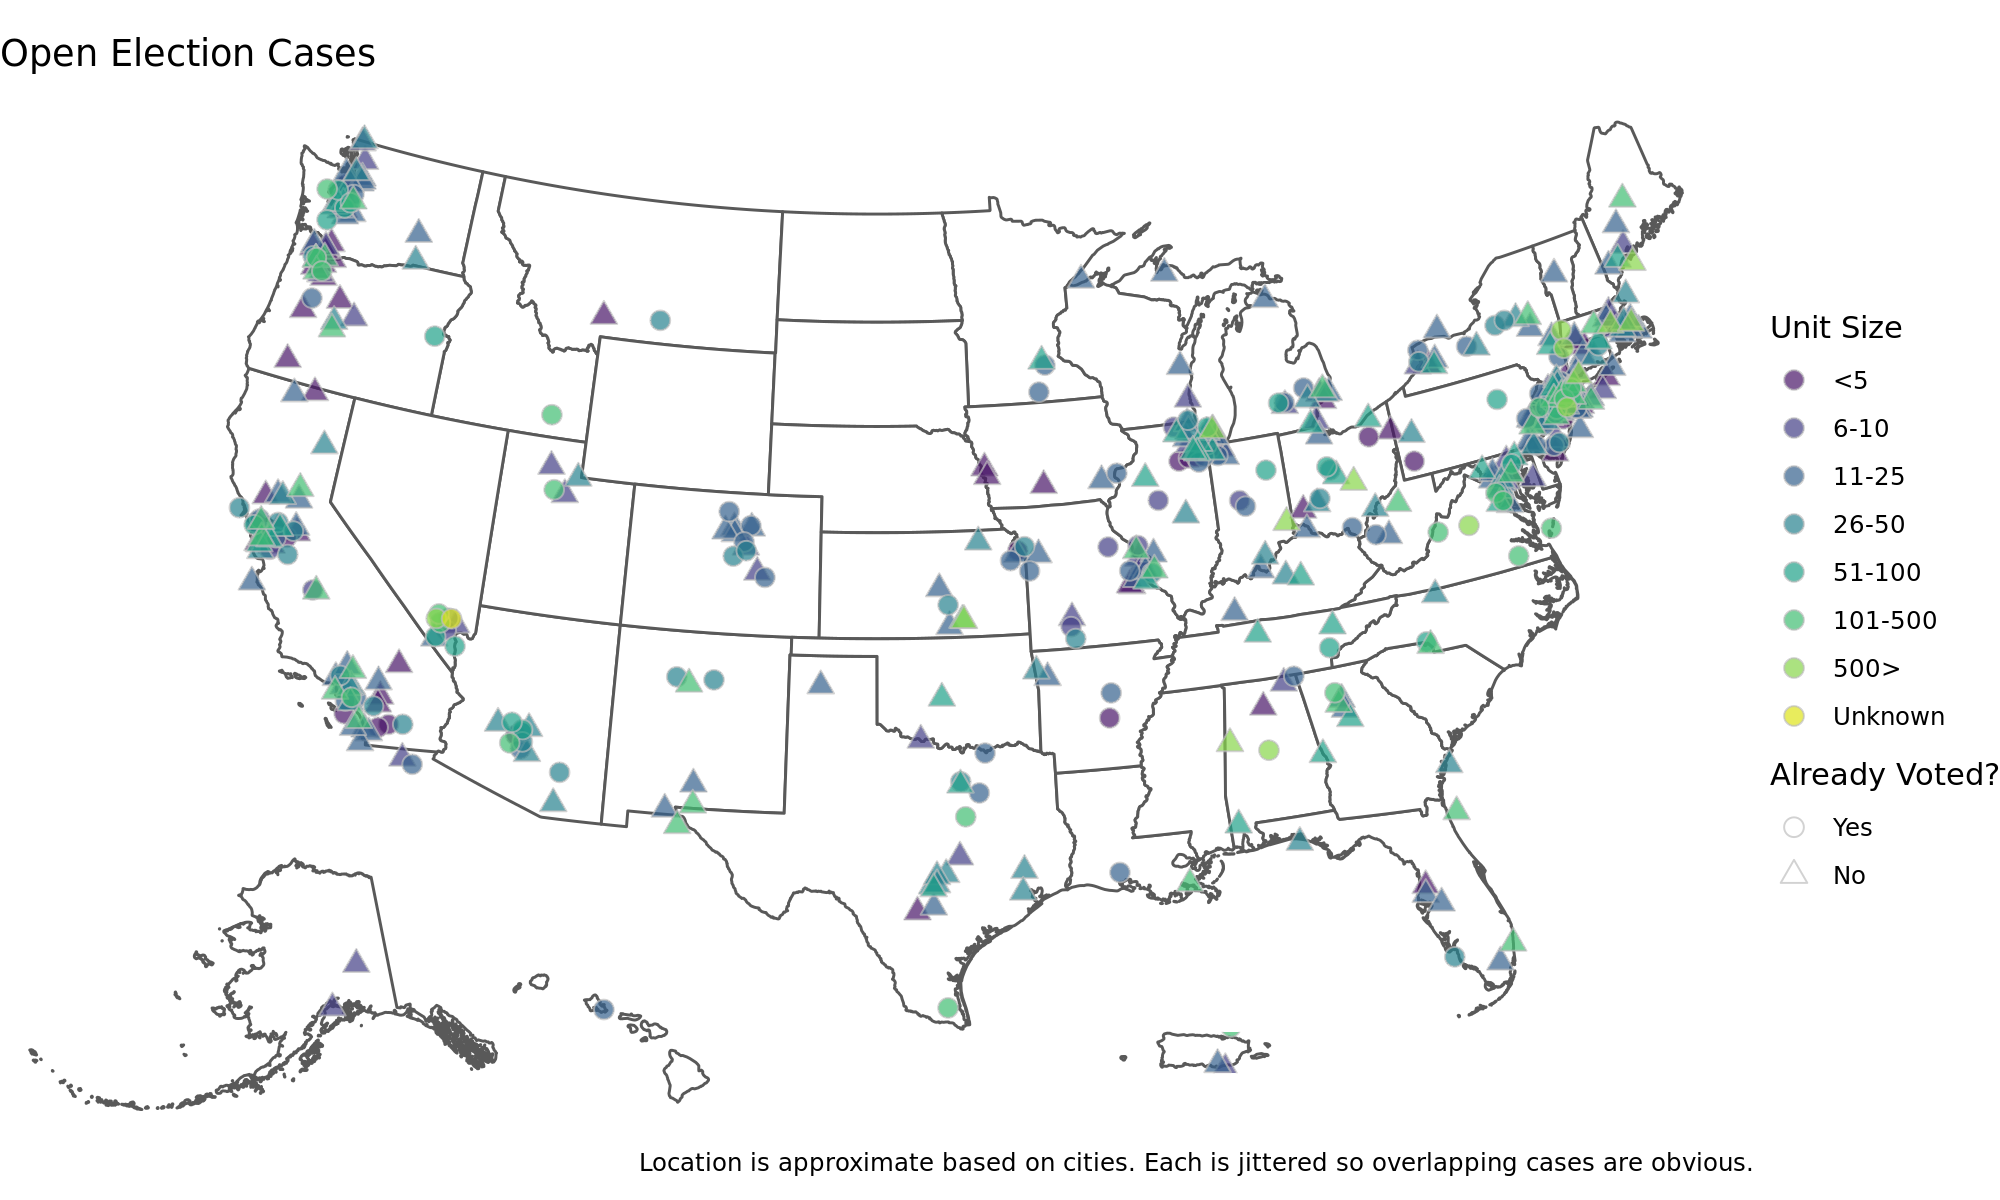 Open Election Cases
Unit Size
<5
6-10
11-25
26-50
51-100
101-500
500>
Unknown
Already Voted?
Yes
No
Location is approximate based on cities. Each is jittered so overlapping cases are obvious.